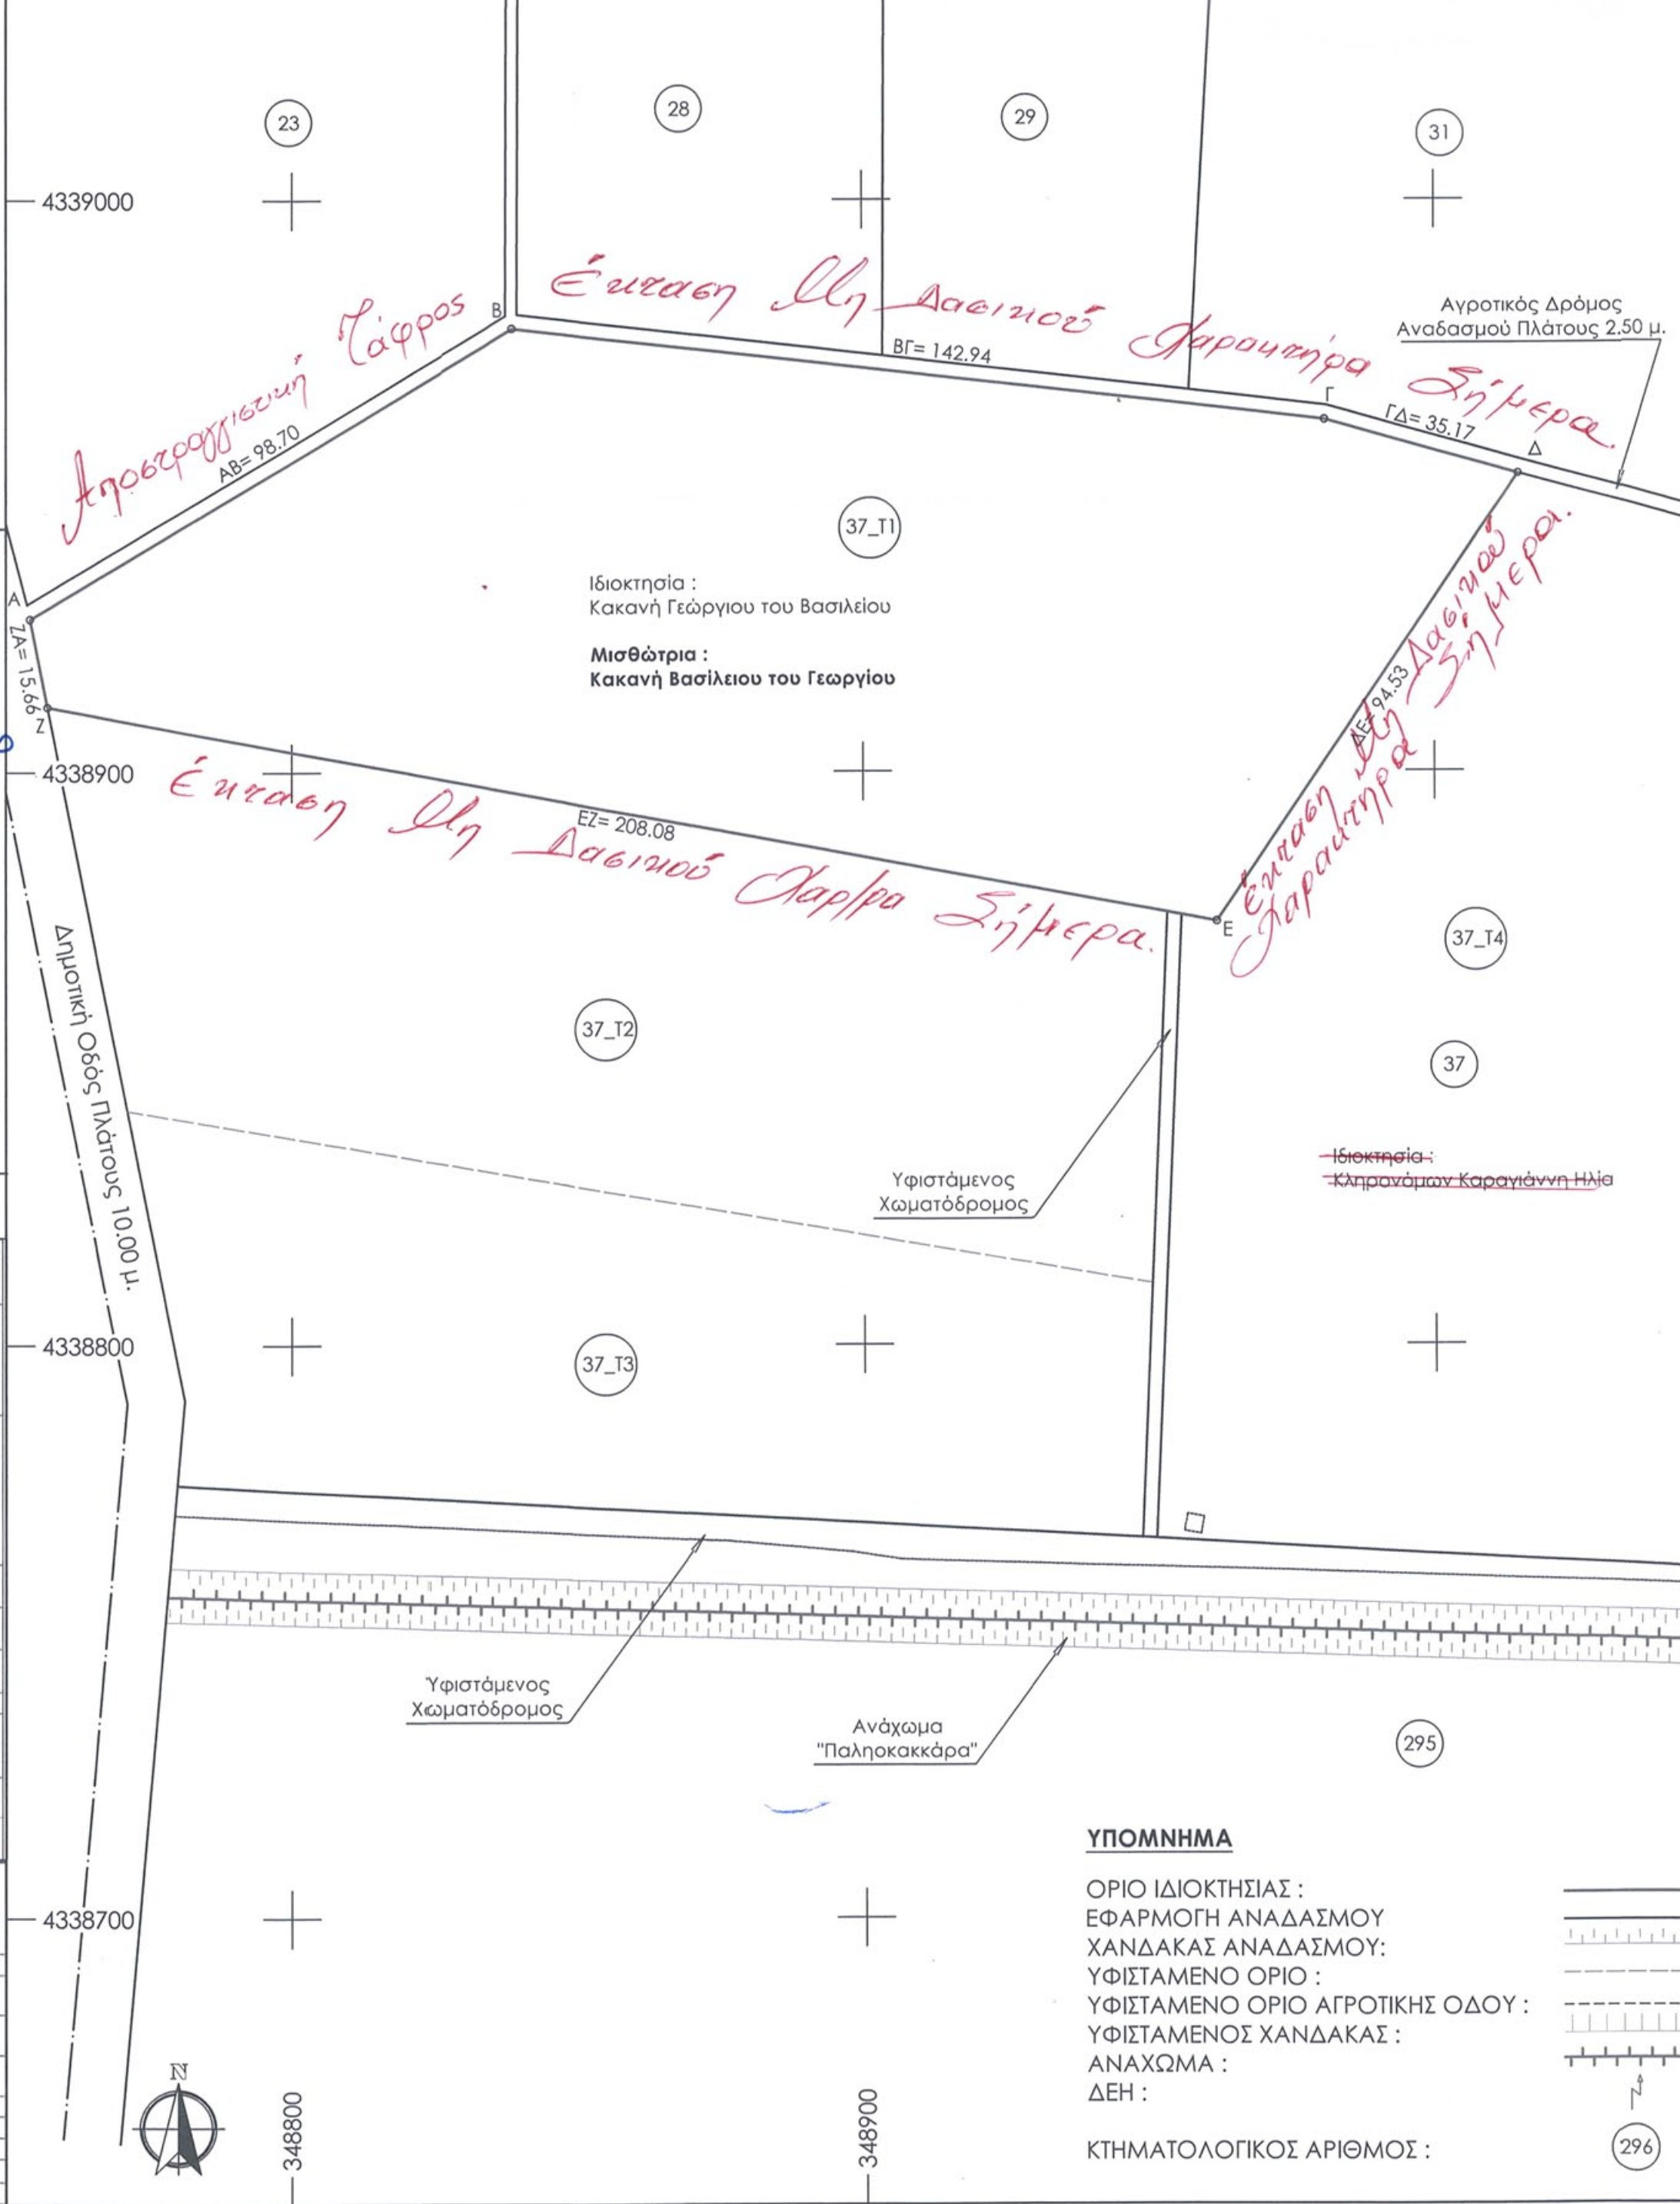 23
28
29
31
4339000
Έκταση Μη Δασικού Χαρακτήρα Σήμερα.
Αποστραγγιστική Τάφρος
Αγροτικός Δρόμος
Αναδασμού Πλάτους 2.50 μ.
Β
ΒΓ= 142.94
Γ
ΓΔ= 35.17
Δ
ΑΒ= 98.70
37_Τ1
Ιδιοκτησία :
Κακανή Γεώργιου του Βασιλείου
Μισθώτρια :
Κακανή Βασίλειου του Γεωργίου
Α
ΖΑ= 15.66
Ζ
ΔΕ= 94.53
Έκταση Μη Δασικού
Χαρακτηρα Σήμερα.
4338900
ΕΖ= 208.08
Έκταση Μη Δασικού Χαρ/ρα Σήμερα.
Ε
37_Τ4
Δημοτική Οδός Πλάτους 10.00 μ.
37_Τ2
37
Ιδιοκτησία :
Κληρονόμων Καραγιάννη Ηλία
Υφιστάμενος
Χωματόδρομος
4338800
37_Τ3
Υφιστάμενος
Χωματόδρομος
Ανάχωμα
"Παληοκακκάρα"
295
ΥΠΟΜΝΗΜΑ
ΟΡΙΟ ΙΔΙΟΚΤΗΣΙΑΣ :
ΕΦΑΡΜΟΓΗ ΑΝΑΔΑΣΜΟΥ
ΧΑΝΔΑΚΑΣ ΑΝΑΔΑΣΜΟΥ:
ΥΦΙΣΤΑΜΕΝΟ ΟΡΙΟ :
ΥΦΙΣΤΑΜΕΝΟ ΟΡΙΟ ΑΓΡΟΤΙΚΗΣ ΟΔΟΥ :
ΥΦΙΣΤΑΜΕΝΟΣ ΧΑΝΔΑΚΑΣ :
ΑΝΑΧΩΜΑ :
ΔΕΗ :
ΚΤΗΜΑΤΟΛΟΓΙΚΟΣ ΑΡΙΘΜΟΣ :
296
4338700
N
348800
348900